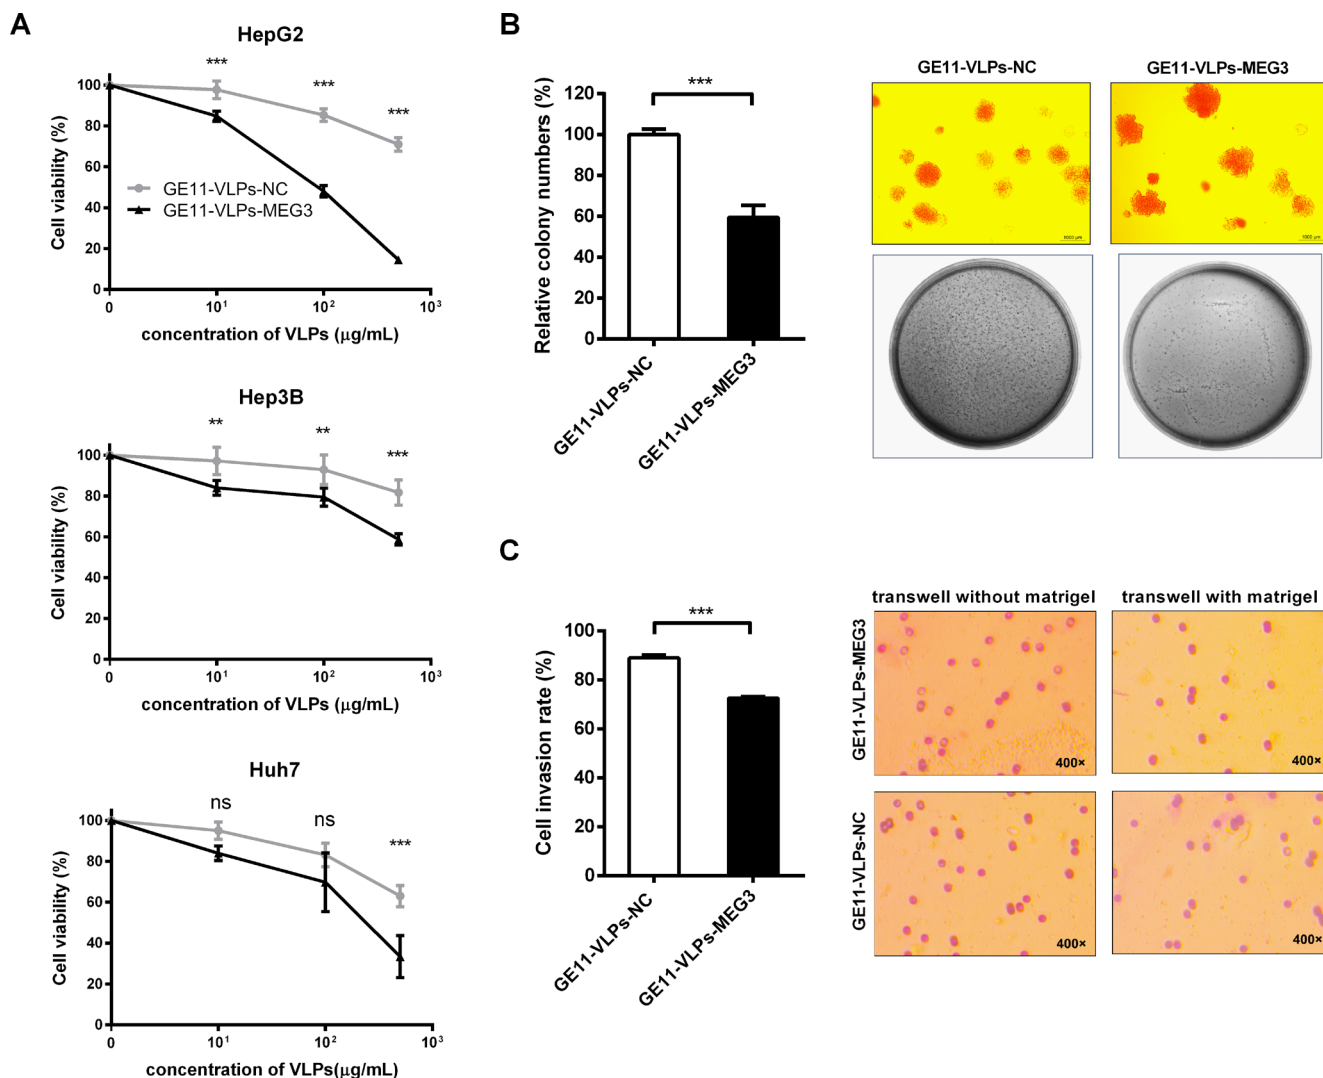 A
HepG2
***
***
***
100
80
60
40
20
0
Cell viability (%)
GE11-VLPs-NC
GE11-VLPs-MEG3
0
10¹
10²
10³
concentration of VLPs (μg/mL)
Hep3B
**
**
***
100
80
60
40
20
0
Cell viability (%)
0
10¹
10²
10³
concentration of VLPs (μg/mL)
Huh7
ns
ns
***
100
80
60
40
20
0
Cell viability (%)
0
10¹
10²
10³
concentration of VLPs(μg/mL)
B
***
120
100
80
60
40
20
0
Relative colony numbers (%)
GE11-VLPs-NC
GE11-VLPs-MEG3
GE11-VLPs-NC
GE11-VLPs-MEG3
1000 μm
1000 μm
C
***
100
80
60
40
20
0
Cell invasion rate (%)
GE11-VLPs-NC
GE11-VLPs-MEG3
transwell without matrigel
transwell with matrigel
GE11-VLPs-MEG3
400×
400×
GE11-VLPs-NC
400×
400×